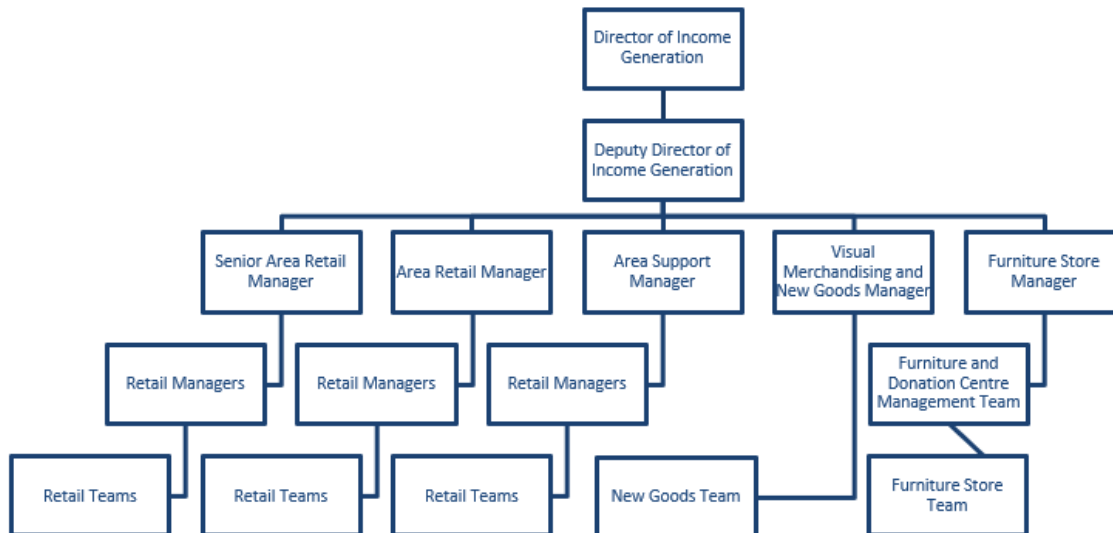 Director of Income
Generation
Deputy Director of
Income Generation
Senior Area Retail
Manager
Area Retail Manager
Area Support
Manager
Visual
Merchandising and
New Goods Manager
Furniture Store
Manager
Retail Managers
Retail Managers
Retail Managers
Furniture and
Donation Centre
Management Team
Retail Teams
Retail Teams
Retail Teams
New Goods Team
Furniture Store
Team